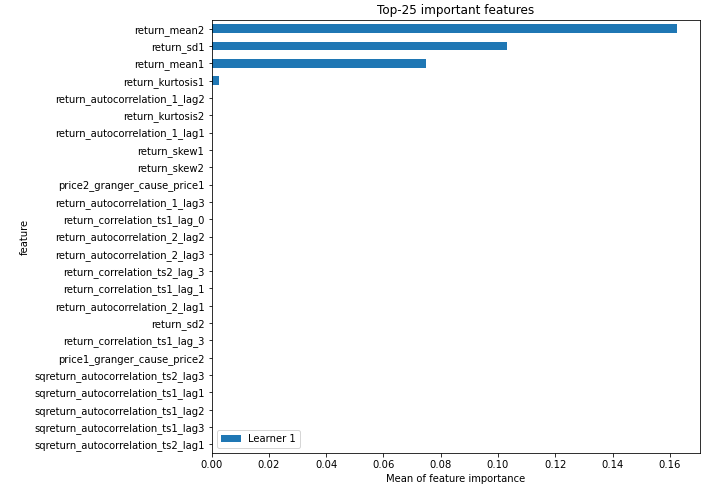 Top-25 important features
return_mean2
return_sd1
return_mean1
return_kurtosis1
return_autocorrelation_1_lag2
return_kurtosis2
return_autocorrelation_1_lag1
return_skew1
return_skew2
price2_granger_cause_price1
return_autocorrelation_1_lag3
return_correlation_ts1_lag_0
return_autocorrelation_2_lag2
return_autocorrelation_2_lag3
return_correlation_ts2_lag_3
return_correlation_ts1_lag_1
return_autocorrelation_2_lag1
return_sd2
return_correlation_ts1_lag_3
price1_granger_cause_price2
sqreturn_autocorrelation_ts2_lag3
sqreturn_autocorrelation_ts1_lag1
sqreturn_autocorrelation_ts1_lag2
sqreturn_autocorrelation_ts1_lag3
sqreturn_autocorrelation_ts2_lag1
feature
Learner 1
0.00 0.02 0.04 0.06 0.08 0.10 0.12 0.14 0.16
Mean of feature importance